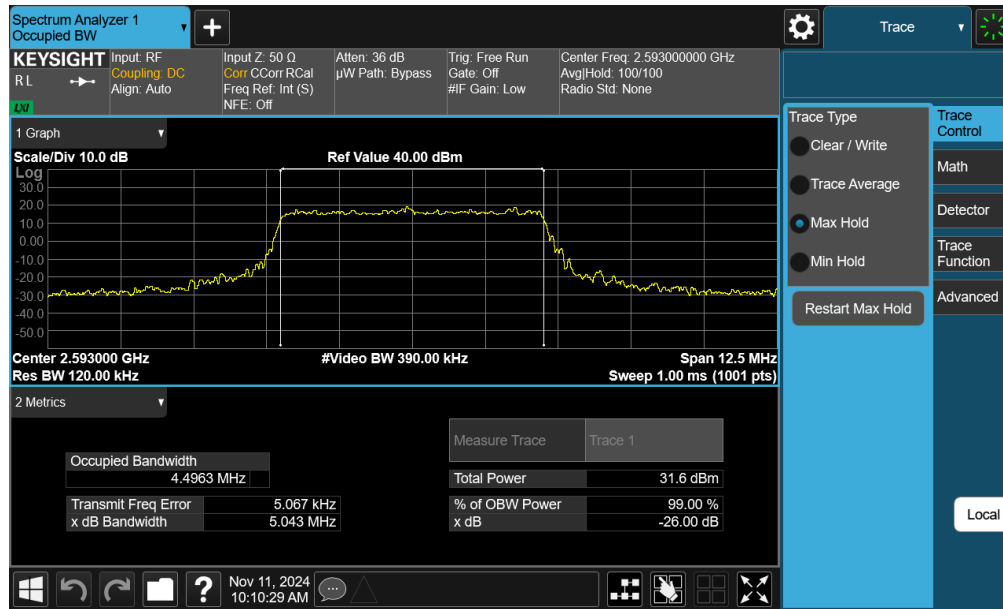 Spectrum Analyzer 1
Occupied BW
+
Trace
KEYSIGHT
RL
LXI
Input: RF
Coupling: DC
Align: Auto
Input Z: 50 Ω
Corr CCorr RCal
Freq Ref: Int (S)
NFE: Off
Atten: 36 dB
µW Path: Bypass
Trig: Free Run
Gate: Off
#IF Gain: Low
Center Freq: 2.593000000 GHz
Avg|Hold: 100/100
Radio Std: None
1 Graph
Scale/Div 10.0 dB
Ref Value 40.00 dBm
Log
30.0
20.0
10.0
0.00
-10.0
-20.0
-30.0
-40.0
-50.0
Center 2.593000 GHz
#Video BW 390.00 kHz
Span 12.5 MHz
Res BW 120.00 kHz
Sweep 1.00 ms (1001 pts)
2 Metrics
Measure Trace
Trace 1
Occupied Bandwidth
4.4963 MHz
Total Power
31.6 dBm
Transmit Freq Error
5.067 kHz
% of OBW Power
99.00 %
x dB Bandwidth
5.043 MHz
x dB
-26.00 dB
Trace Type
Clear / Write
Trace Average
Max Hold
Min Hold
Restart Max Hold
Trace
Control
Math
Detector
Trace
Function
Advanced
Local
?
Nov 11, 2024
10:10:29 AM